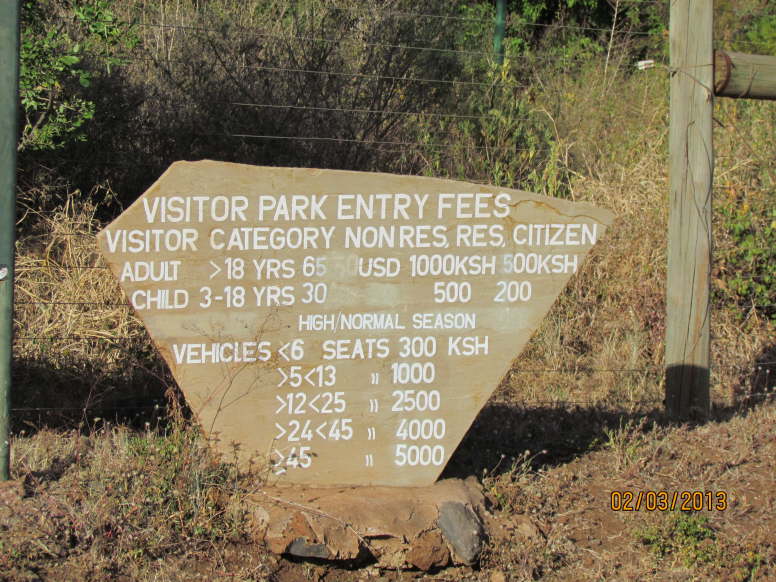 VISITOR PARK ENTRY FEES
VISITOR CATEGORY NON RES, RES, CITIZEN
ADULT >18 YRS 65 USD 1000KSH 500KSH
CHILD 3-18 YRS 30 500 200
HIGH/NORMAL SEASON
VEHICLES <6 SEATS 300 KSH
>5<13 " 1000
>12<25 " 2500
>24<45 " 4000
>45 " 5000
02/03/2013